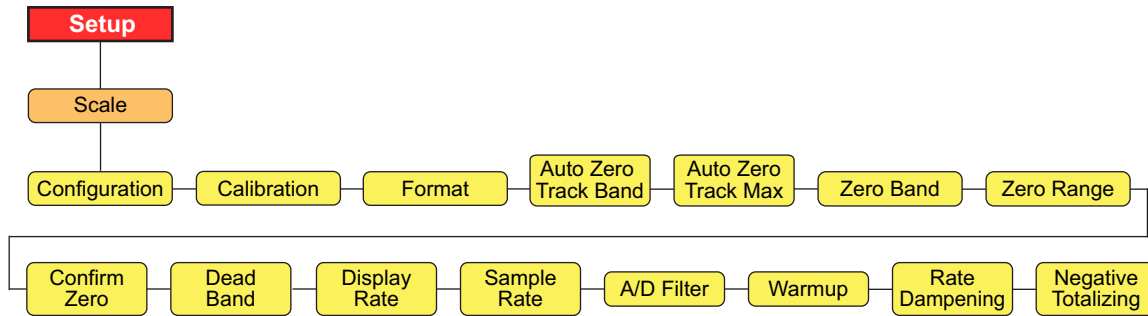 Setup
Scale
Configuration
Calibration
Format
Auto Zero
Track Band
Auto Zero
Track Max
Zero Band
Zero Range
Confirm
Zero
Dead
Band
Display
Rate
Sample
Rate
A/D Filter
Warmup
Rate
Dampening
Negative
Totalizing